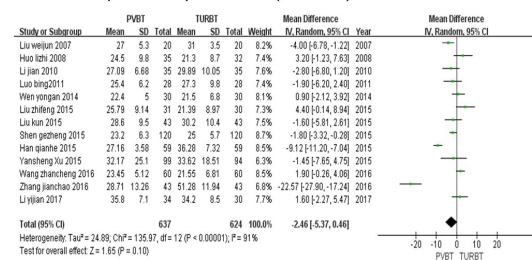 PVBT TURBT Mean Difference Mean Difference
Study or Subgroup Mean SD Total Mean SD Total Weight IV, Random, 95% CI Year IV, Random, 95% CI
Liu weijun 2007 27 5.3 20 31 3.5 20 8.2% -4.00 [-6.78, -1.22] 2007
Huo lizhi 2008 24.5 9.8 35 21.3 8.7 32 7.3% 3.20 [-1.23, 7.63] 2008
Li jian 2010 27.09 6.68 35 29.89 10.05 35 7.5% -2.80 [-6.80, 1.20] 2010
Luo bing2011 25.4 6.2 28 27.3 9.8 28 7.4% -1.90 [-6.20, 2.40] 2011
Wen yongan 2014 22.4 5 30 21.5 6.8 30 8.1% 0.90 [-2.12, 3.92] 2014
Liu zhifeng 2015 25.79 9.14 31 21.39 8.97 30 7.3% 4.40 [-0.14, 8.94] 2015
Liu kun 2015 28.6 9.5 43 30.2 10.4 43 7.4% -1.60 [-5.81, 2.61] 2015
Shen gezheng 2015 23.2 6.3 120 25 5.7 120 8.7% -1.80 [-3.32, -0.28] 2015
Han qianhe 2015 27.16 3.58 59 36.28 7.32 59 8.5% -9.12 [-11.20, -7.04] 2015
Yansheng Xu 2015 32.17 25.1 99 33.62 18.51 94 6.2% -1.45 [-7.65, 4.75] 2015
Wang zhancheng 2016 23.45 5.12 60 21.55 6.81 60 8.5% 1.90 [-0.26, 4.06] 2016
Zhang jianchao 2016 28.71 13.26 43 51.28 11.94 43 6.7% -22.57 [-27.90, -17.24] 2016
Li yijian 2017 35.8 7.1 34 34.2 8.5 30 7.7% 1.60 [-2.27, 5.47] 2017
Total (95% CI) 637 624 100.0% -2.46 [-5.37, 0.46]
Heterogeneity: Tau² = 24.89; Chi² = 135.97, df = 12 (P < 0.00001); I² = 91%
Test for overall effect: Z = 1.65 (P = 0.10)
-20 -10 0 10 20
PVBT TURBT